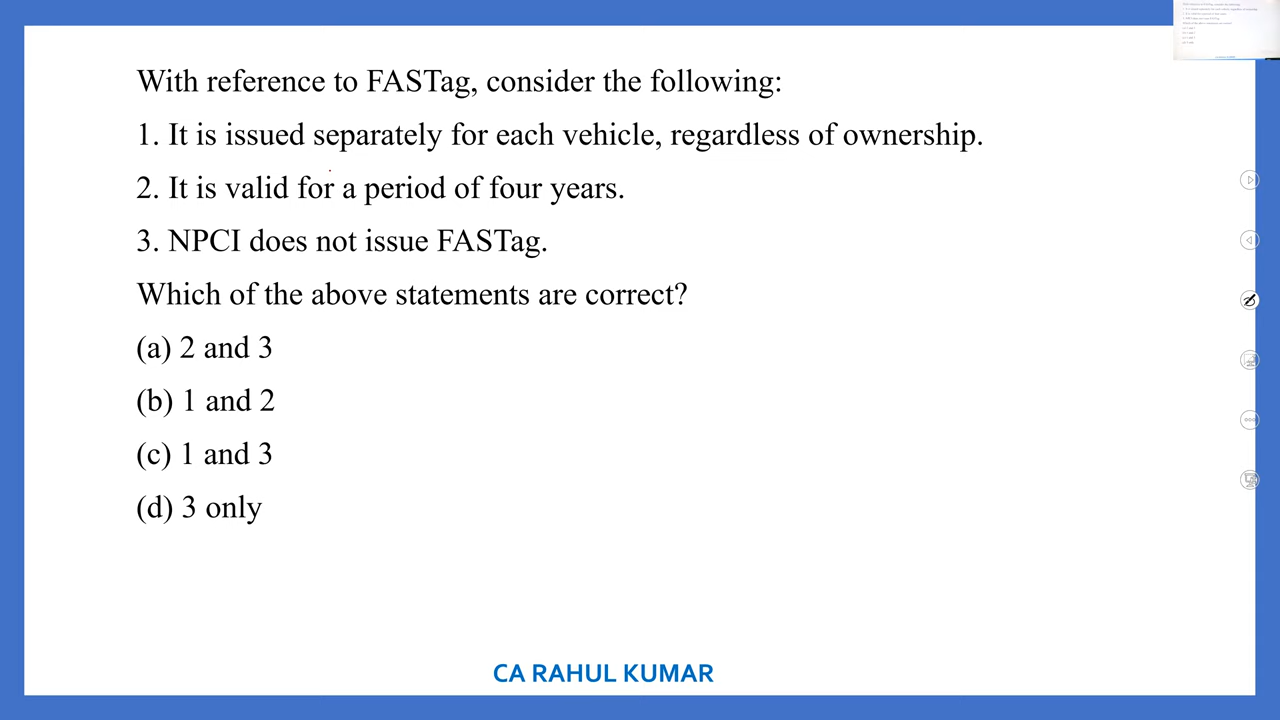 With reference to FASTag, consider the following:
1. It is issued separately for each vehicle, regardless of ownership.
2. It is valid for a period of four years.
3. NPCI does not issue FASTag.
Which of the above statements are correct?
(a) 2 and 3
(b) 1 and 2
(c) 1 and 3
(d) 3 only
CA RAHUL KUMAR